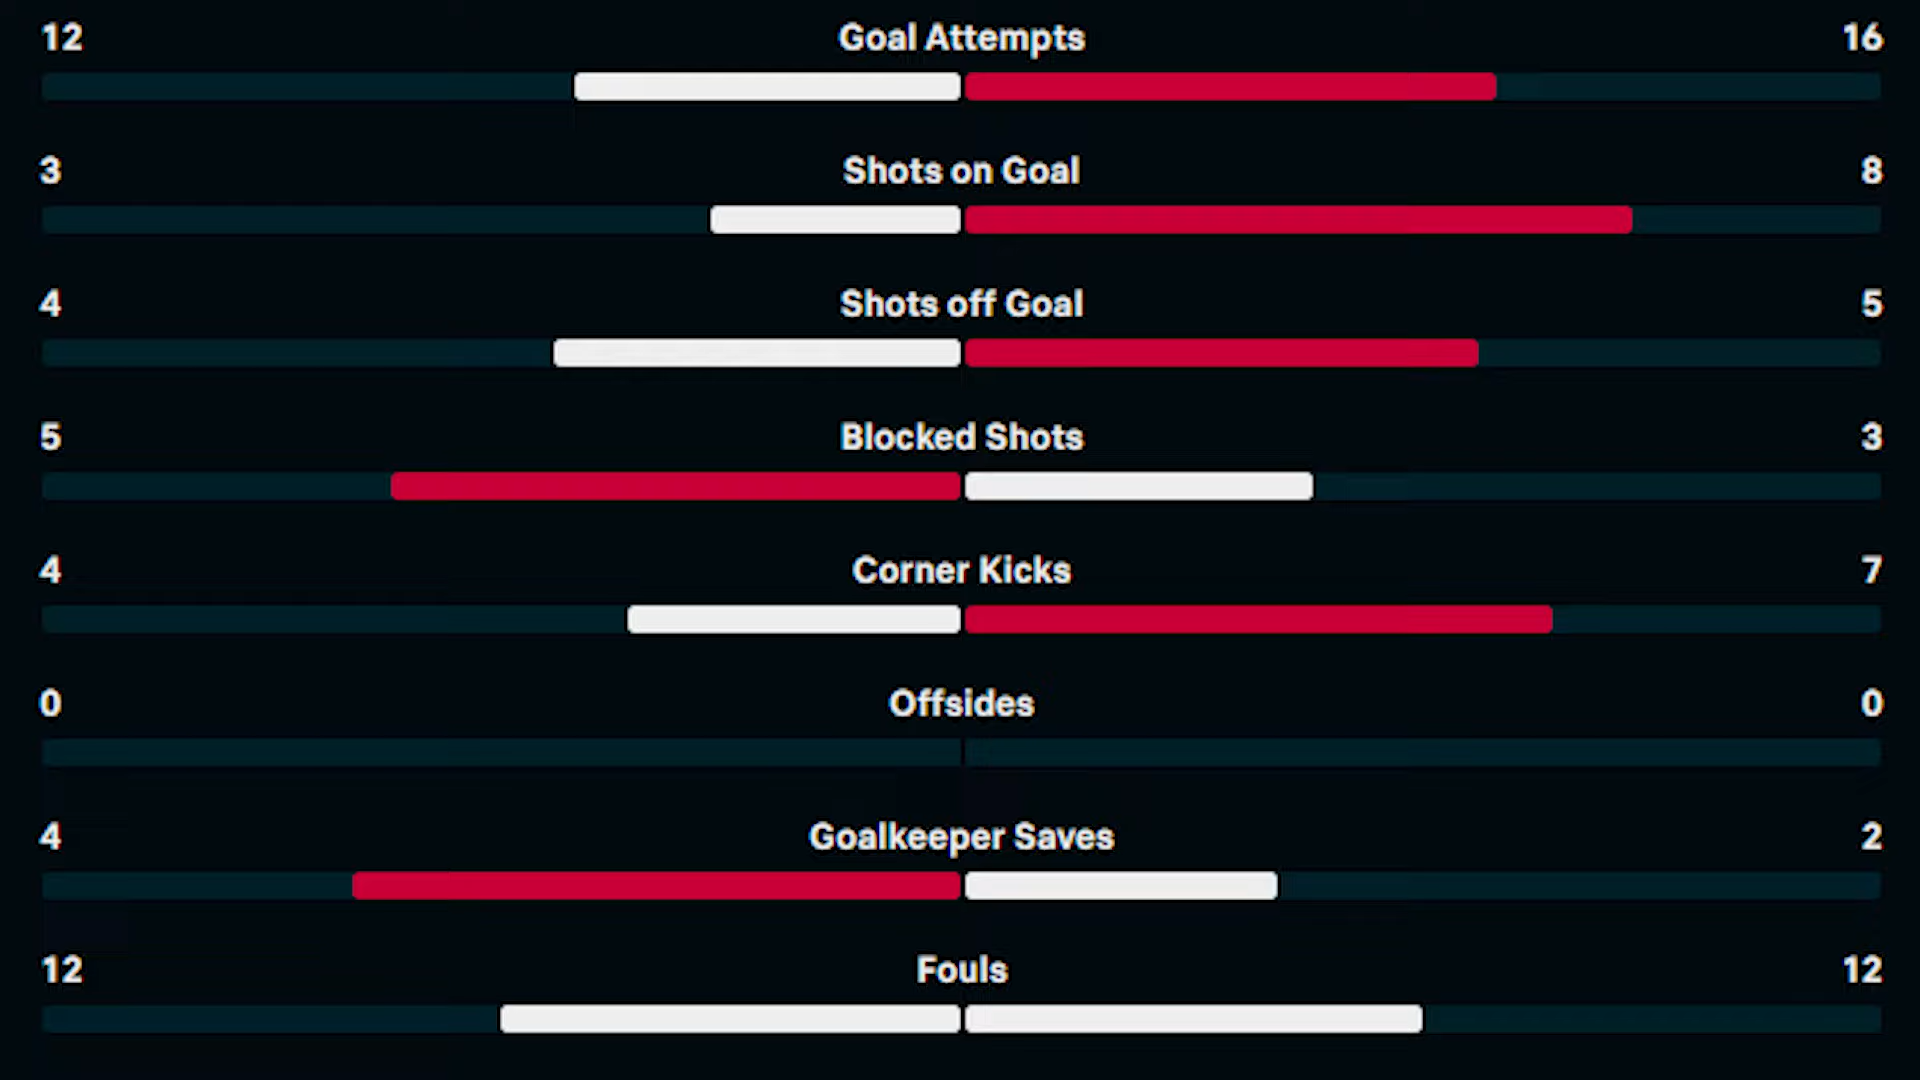 12 Goal Attempts 16
3 Shots on Goal 8
4 Shots off Goal 5
5 Blocked Shots 3
4 Corner Kicks 7
0 Offsides 0
4 Goalkeeper Saves 2
12 Fouls 12